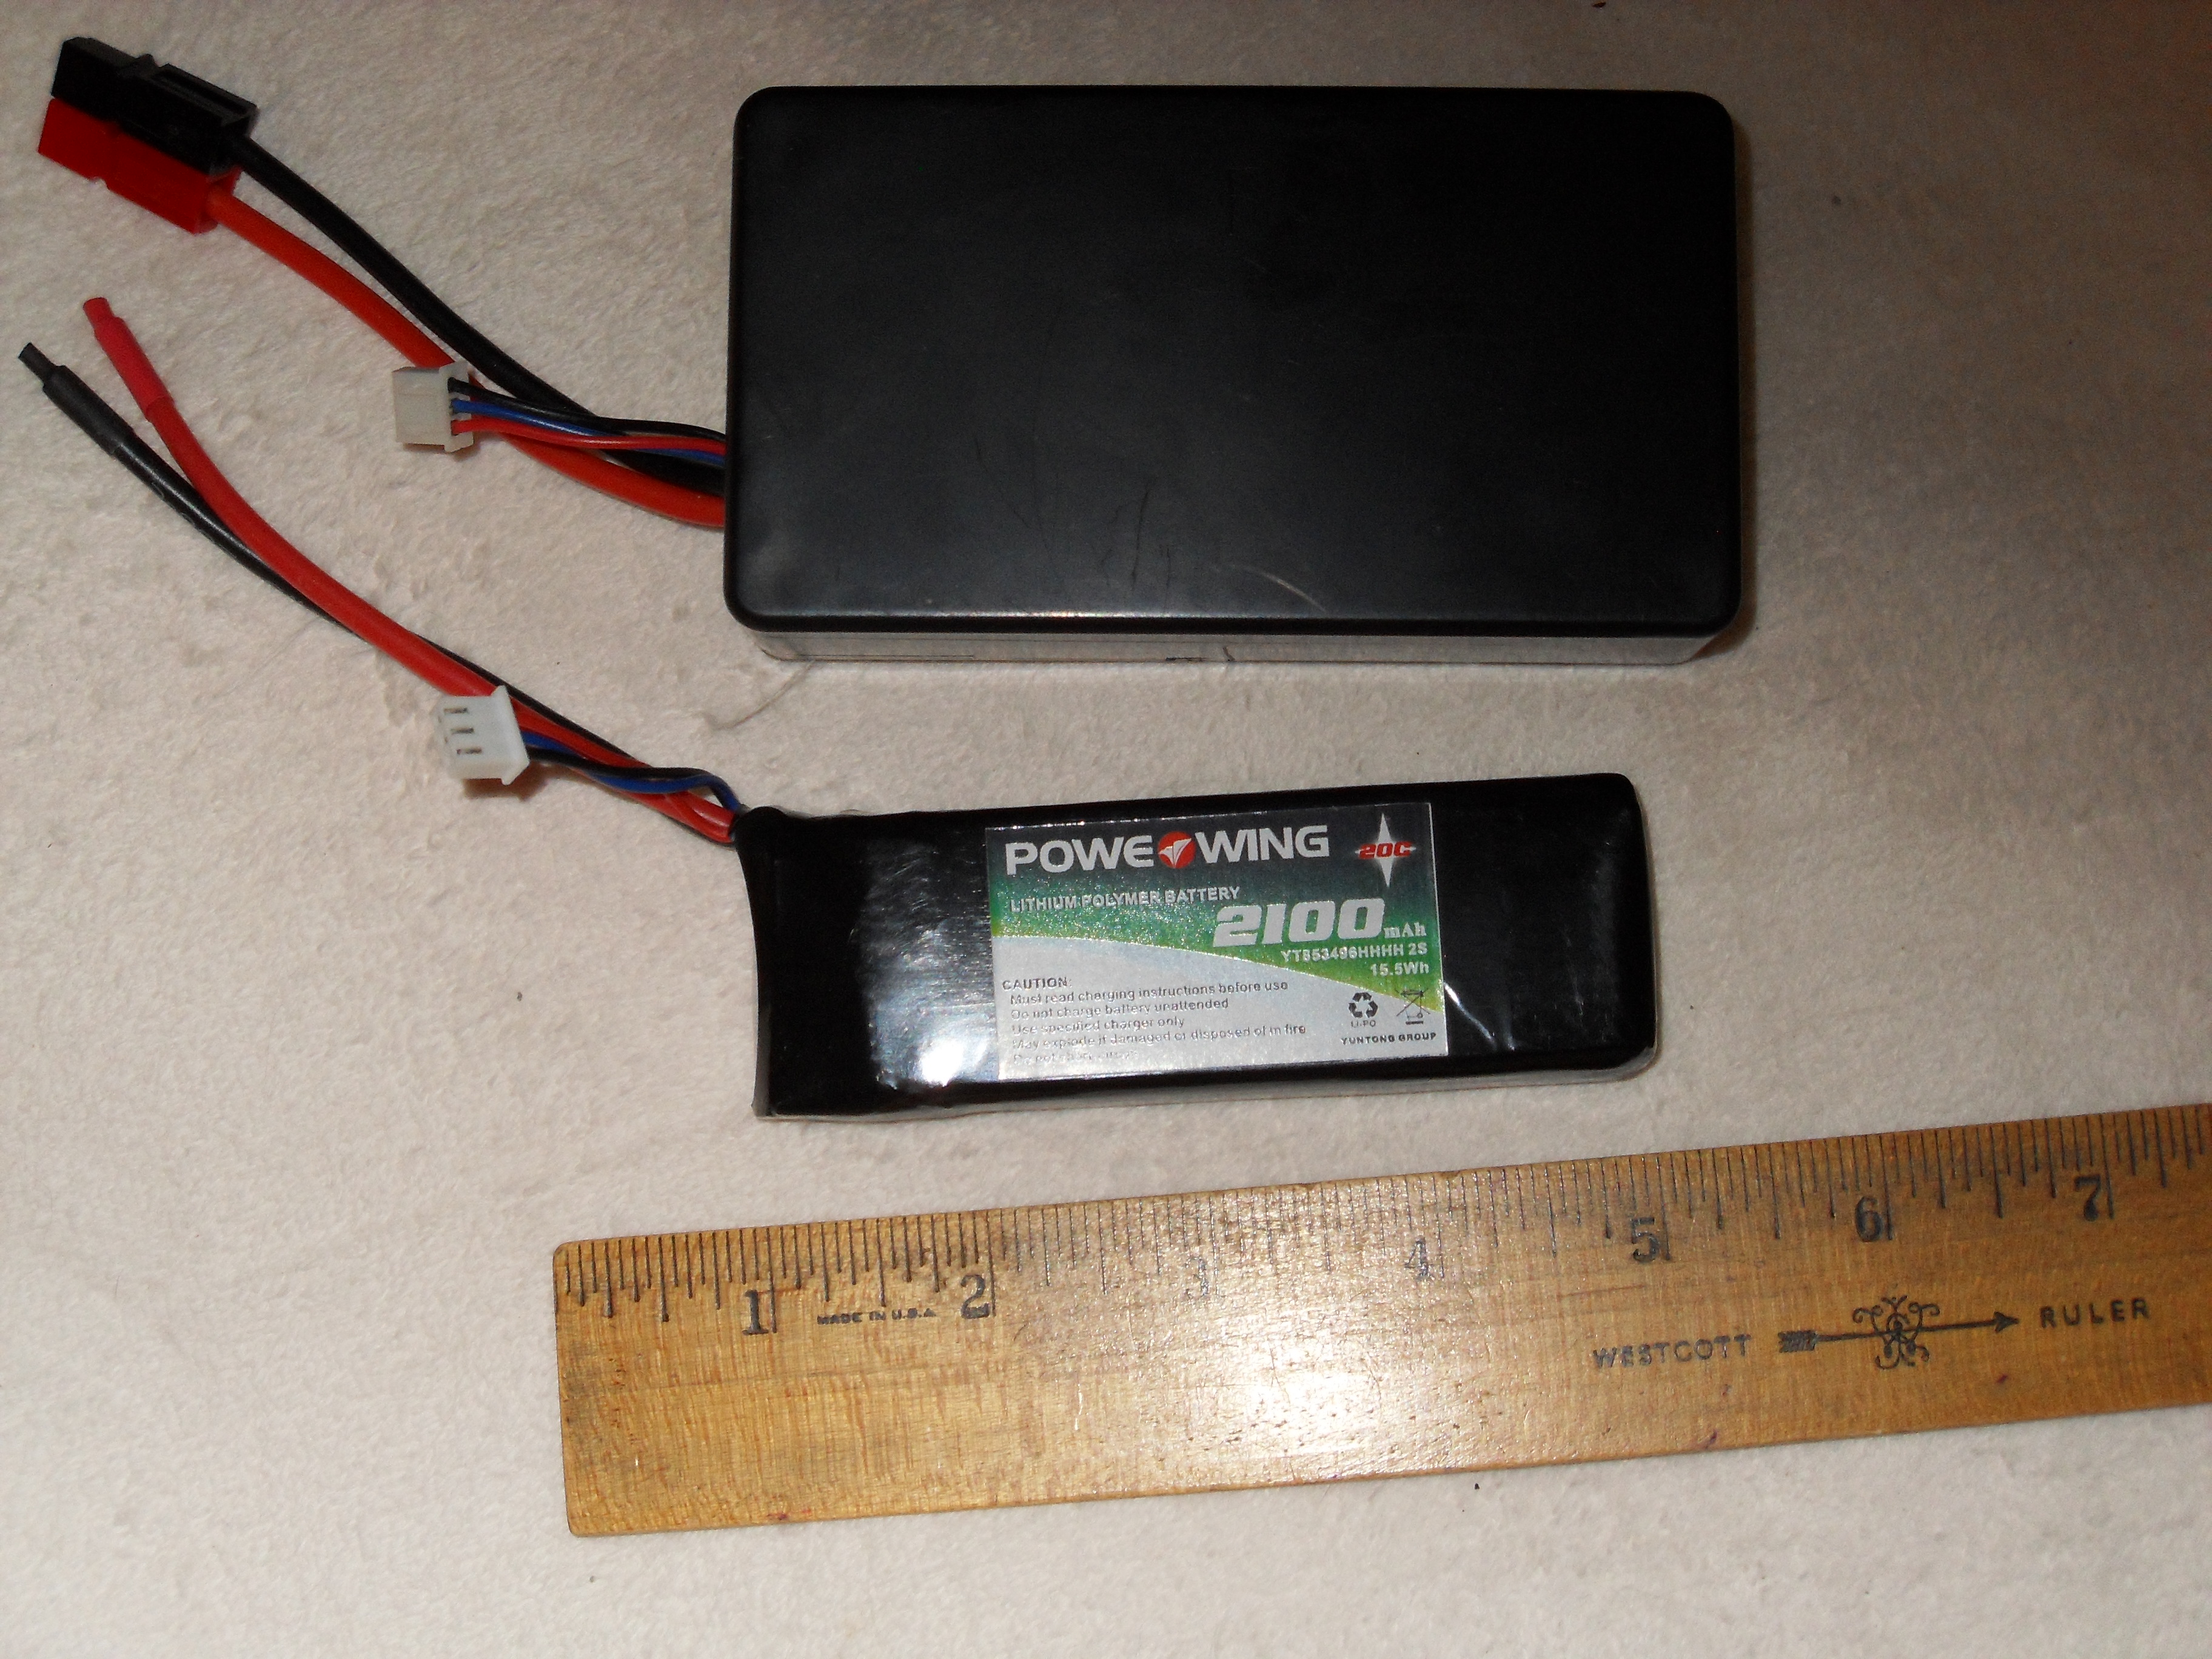 POWE WING
20C
LITHIUM POLYMER BATTERY
2100 mAh
YT853496HHHH 2S
15.5Wh
CAUTION:
Must read charging instructions before use
Do not charge battery unattended
Use specified charger only
May explode if damaged or disposed of in fire
LI-PO
YUNTONG GROUP
1 2 3 4 5 6 7
MADE IN U.S.A.
WESTCOTT RULER